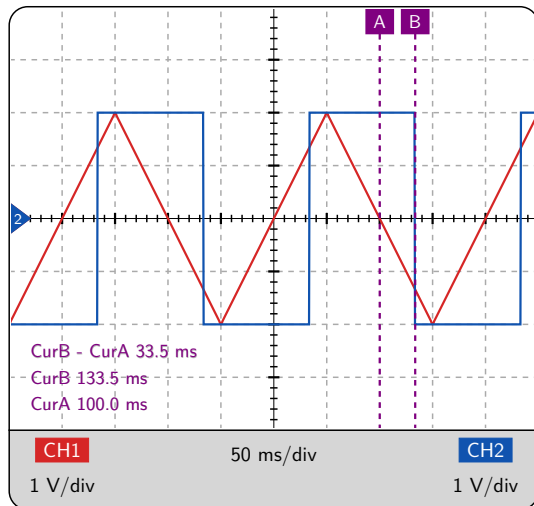 A B
2
CurB - CurA 33.5 ms
CurB 133.5 ms
CurA 100.0 ms
CH1 50 ms/div CH2
1 V/div 1 V/div